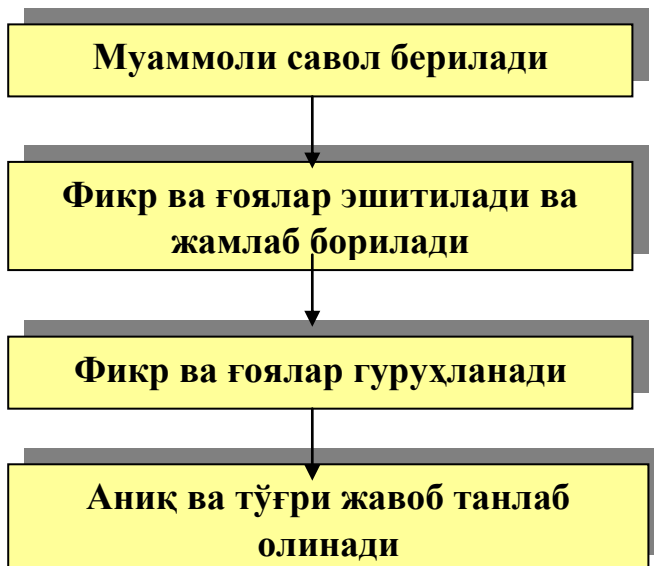 Муаммоли савол берилади
Фикр ва ғоялар эшитилади ва
жамлаб борилади
Фикр ва ғоялар гуруҳланади
Аниқ ва тўғри жавоб танлаб
олинади